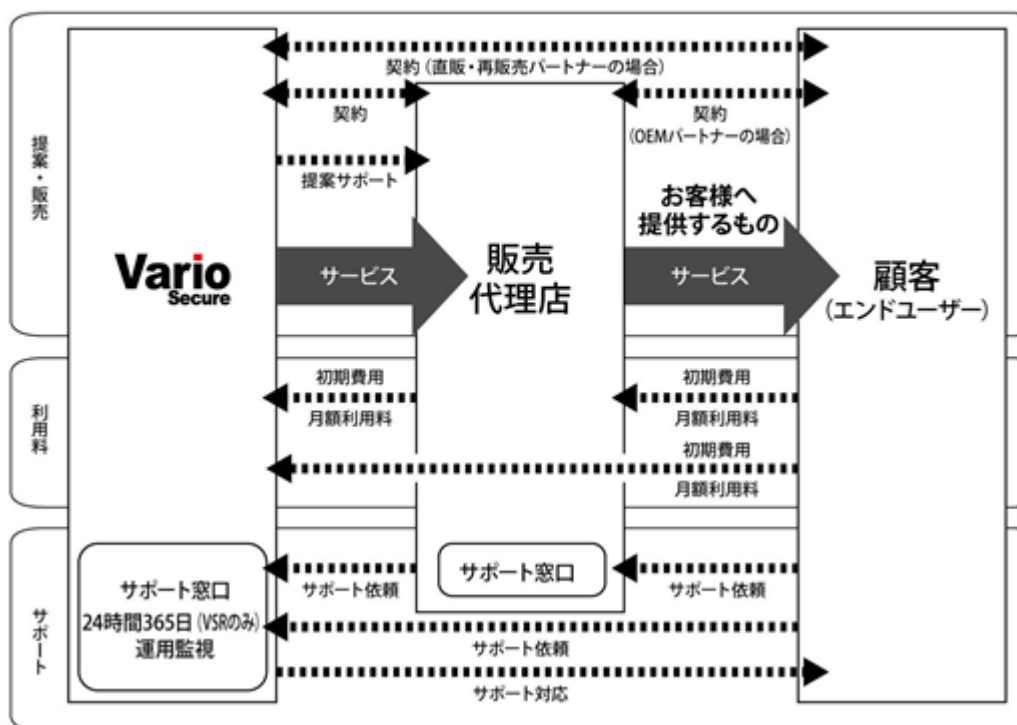 契約（直販・再販売パートナーの場合）
契約
契約
（OEMパートナーの場合）
提案サポート
提案・販売
お客様へ
提供するもの
Vario
Secure
サービス
販売
代理店
サービス
顧客
（エンドユーザー）
利用料
初期費用
月額利用料
初期費用
月額利用料
初期費用
月額利用料
サポート
サポート窓口
24時間365日（VSRのみ）
運用監視
サポート依頼
サポート窓口
サポート依頼
サポート依頼
サポート対応